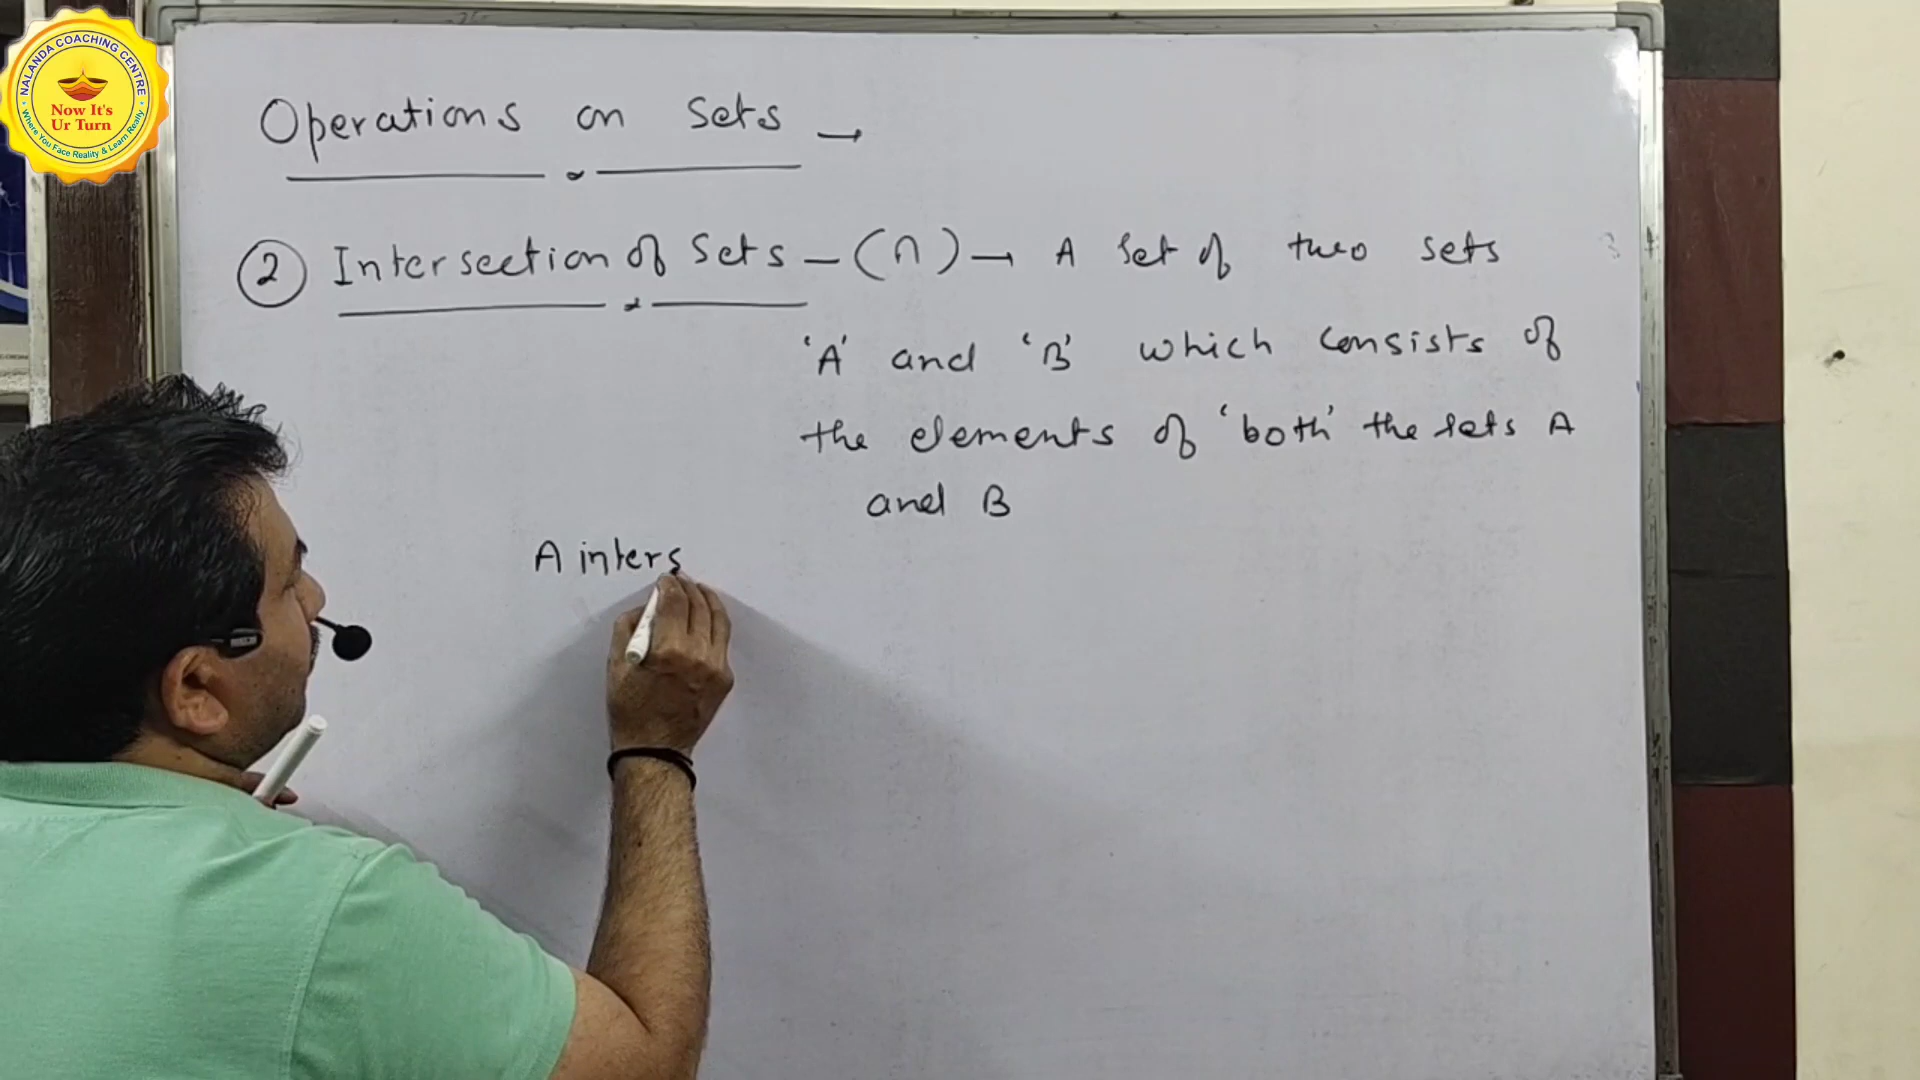 NALANDA COACHING CENTRE
Now It's
Ur Turn
Where You Face Reality & Learn Really
Operations on Sets →
② Intersection of Sets – (∩) → A set of two sets
'A' and 'B' which consists of
the elements of 'both' the sets A
and B
A inters